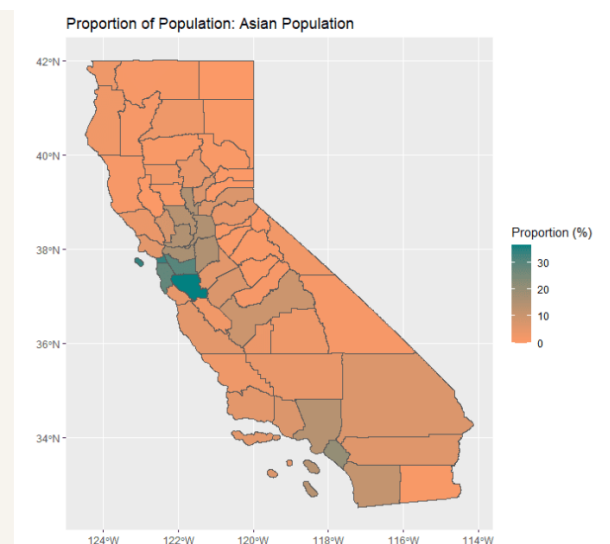 Proportion of Population: Asian Population
42°N
40°N
38°N
36°N
34°N
124°W
122°W
120°W
118°W
116°W
114°W
Proportion (%)
30
20
10
0